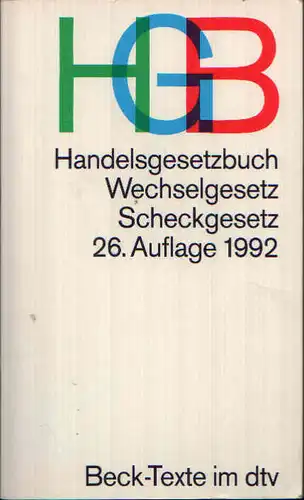 HGB
Handelsgesetzbuch
Wechselgesetz
Scheckgesetz
26. Auflage 1992
Beck-Texte im dtv